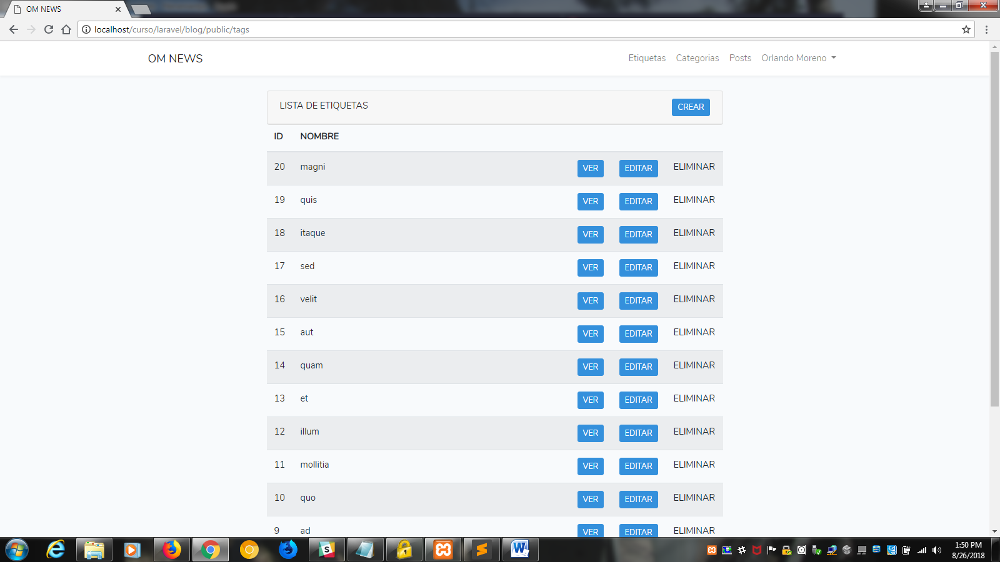 OM NEWS
localhost/curso/laravel/blog/public/tags
OM NEWS
Etiquetas Categorias Posts Orlando Moreno
LISTA DE ETIQUETAS CREAR
ID NOMBRE
20 magni VER EDITAR ELIMINAR
19 quis VER EDITAR ELIMINAR
18 itaque VER EDITAR ELIMINAR
17 sed VER EDITAR ELIMINAR
16 velit VER EDITAR ELIMINAR
15 aut VER EDITAR ELIMINAR
14 quam VER EDITAR ELIMINAR
13 et VER EDITAR ELIMINAR
12 illum VER EDITAR ELIMINAR
11 mollitia VER EDITAR ELIMINAR
10 quo VER EDITAR ELIMINAR
9 ad VER EDITAR ELIMINAR
1:50 PM
8/26/2018